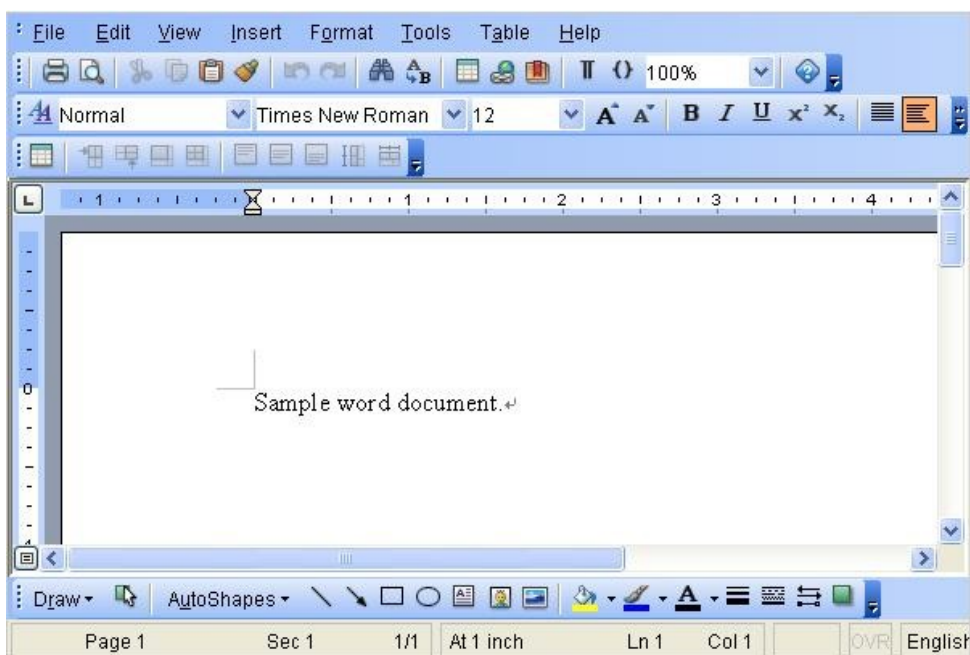 File Edit View Insert Format Tools Table Help
100%
Normal Times New Roman 12 A A B I U x² x₂
L 1 1 2 3 4
0
Sample word document.
Draw AutoShapes A
Page 1 Sec 1 1/1 At 1 inch Ln 1 Col 1 OVR English